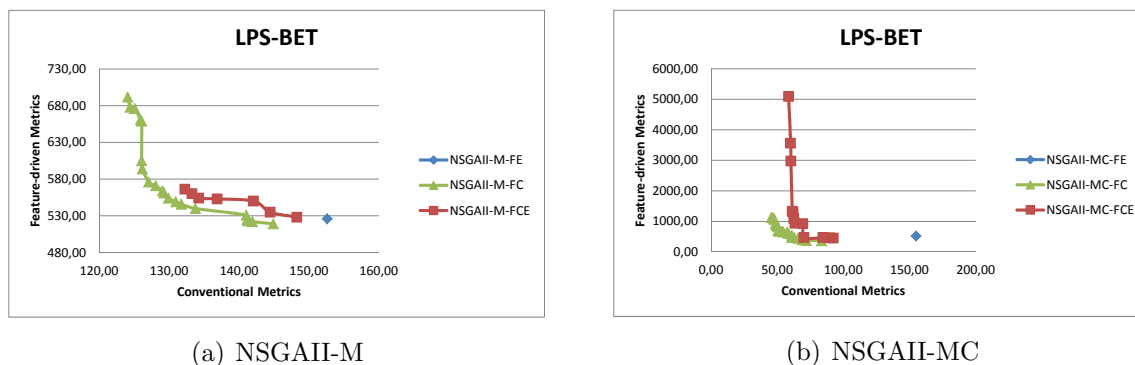 LPS-BET
730,00
680,00
630,00
580,00
530,00
480,00
Feature-driven Metrics
120,00 130,00 140,00 150,00 160,00
Conventional Metrics
NSGAII-M-FE
NSGAII-M-FC
NSGAII-M-FCE
(a) NSGAII-M
LPS-BET
6000,00
5000,00
4000,00
3000,00
2000,00
1000,00
0,00
Feature-driven Metrics
0,00 50,00 100,00 150,00 200,00
Conventional Metrics
NSGAII-MC-FE
NSGAII-MC-FC
NSGAII-MC-FCE
(b) NSGAII-MC